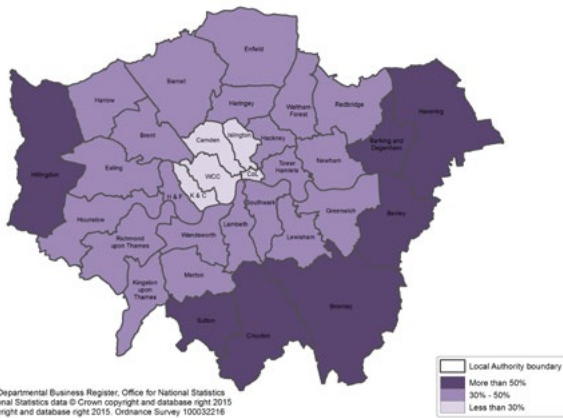 Enfield
Barnet
Harrow
Haringey
Waltham
Forest
Redbridge
Havering
Brent
Camden
Islington
Hackney
Barking and
Dagenham
Hillingdon
Ealing
WCC
CoL
Tower
Hamlets
Newham
H & F
K & C
Southwark
Greenwich
Bexley
Hounslow
Richmond
upon Thames
Wandsworth
Lambeth
Lewisham
Merton
Kingston
upon
Thames
Sutton
Croydon
Bromley
Departmental Business Register, Office for National Statistics
onal Statistics data © Crown copyright and database right 2015
right and database right 2015. Ordnance Survey 100032216
Local Authority boundary
More than 50%
30% - 50%
Less than 30%